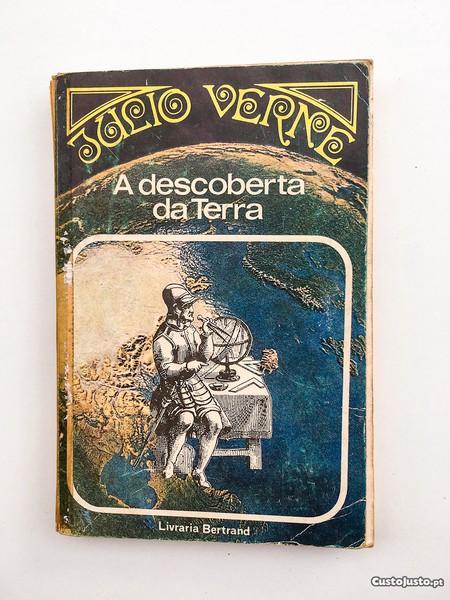 JULIO VERNE
A descoberta
da Terra
Livraria Bertrand
CustoJusto.pt